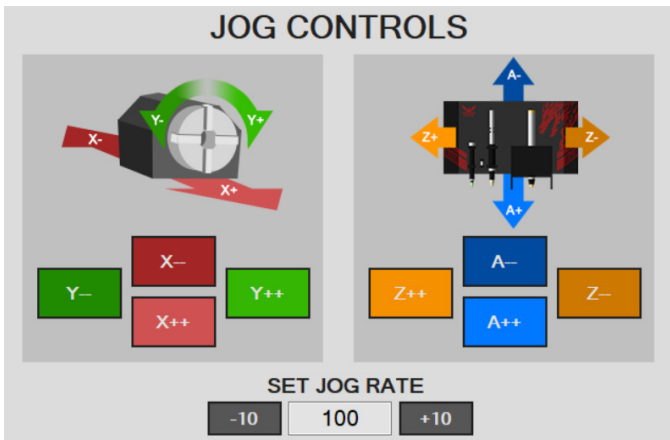 JOG CONTROLS
Y-
Y+
X-
X+
A-
Z+
Z-
A+
X--
Y--
Y++
X++
A--
Z++
Z--
A++
SET JOG RATE
-10
100
+10